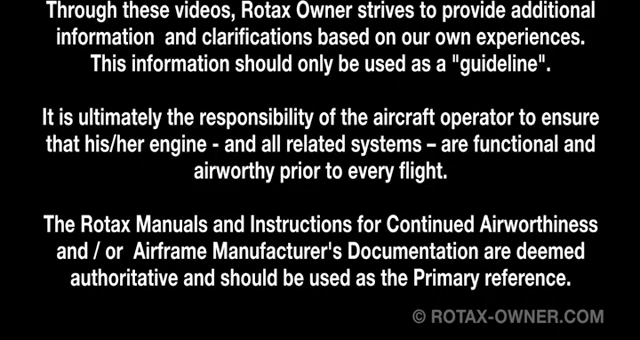 Through these videos, Rotax Owner strives to provide additional
information and clarifications based on our own experiences.
This information should only be used as a "guideline".
It is ultimately the responsibility of the aircraft operator to ensure
that his/her engine - and all related systems – are functional and
airworthy prior to every flight.
The Rotax Manuals and Instructions for Continued Airworthiness
and / or Airframe Manufacturer's Documentation are deemed
authoritative and should be used as the Primary reference.
© ROTAX-OWNER.COM